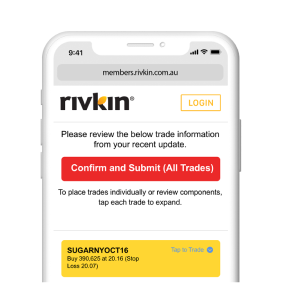 9:41
members.rivkin.com.au
rivkin®
LOGIN
Please review the below trade information
from your recent update.
Confirm and Submit (All Trades)
To place trades individually or review components,
tap each trade to expand.
SUGARNYOCT16
Tap to Trade
Buy 390.625 at 20.16 (Stop
Loss 20.07)